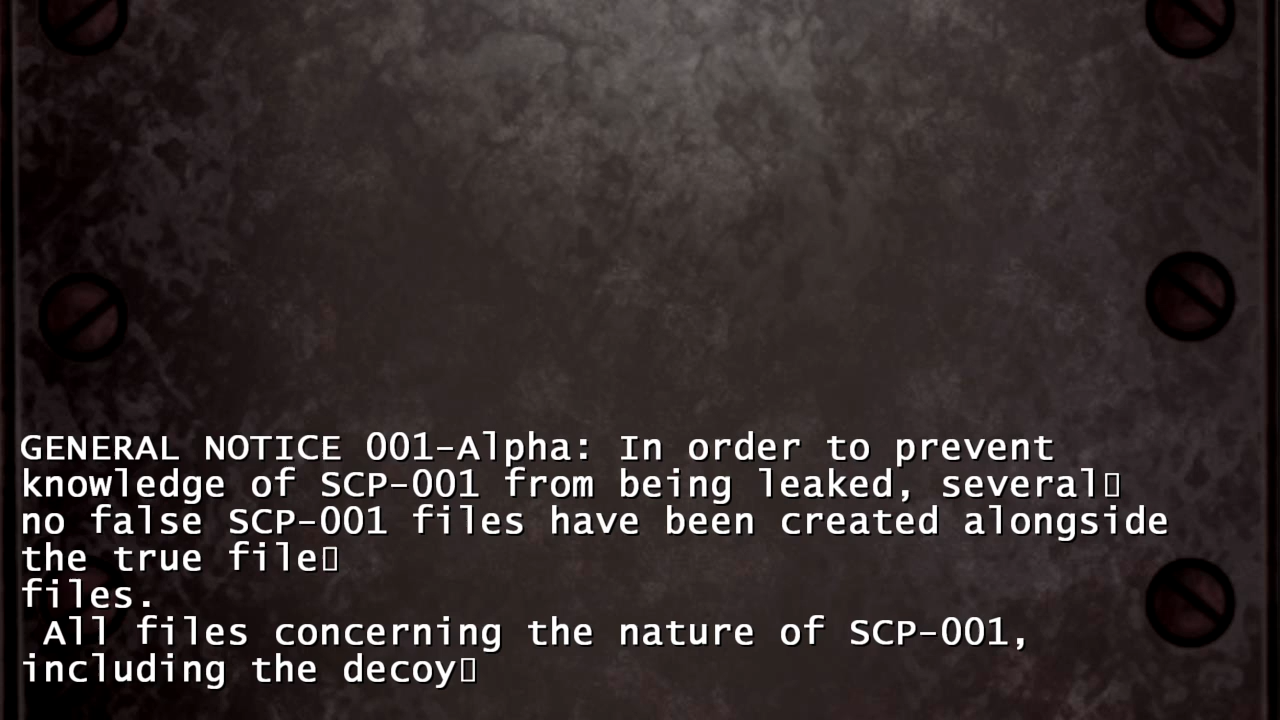 GENERAL NOTICE 001-Alpha: In order to prevent
knowledge of SCP-001 from being leaked, several▯
no false SCP-001 files have been created alongside
the true file▯
files.
All files concerning the nature of SCP-001,
including the decoy▯